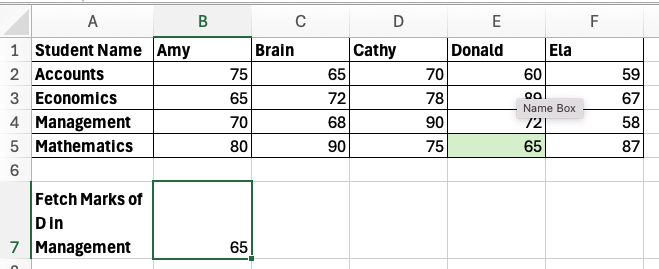 A B C D E F
1 Student Name Amy Brain Cathy Donald Ela
2 Accounts 75 65 70 60 59
3 Economics 65 72 78 89 67
Name Box
4 Management 70 68 90 72 58
5 Mathematics 80 90 75 65 87
6
Fetch Marks of
D in
7 Management 65